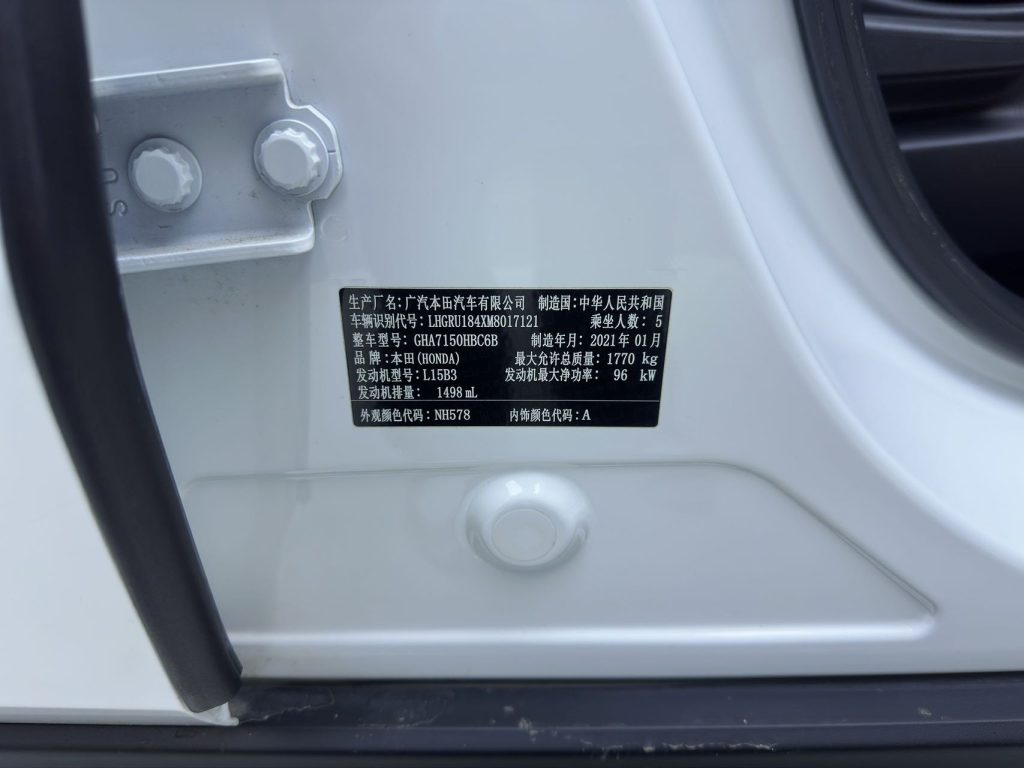 生产厂名:广汽本田汽车有限公司 制造国:中华人民共和国
车辆识别代号:LHGRU184XM8017121 乘坐人数:5
整车型号:GHA7150HBC6B 制造年月:2021年01月
品牌:本田(HONDA) 最大允许总质量:1770 kg
发动机型号:L15B3 发动机最大净功率: 96 kW
发动机排量: 1498 mL
外观颜色代码:NH578 内饰颜色代码:A